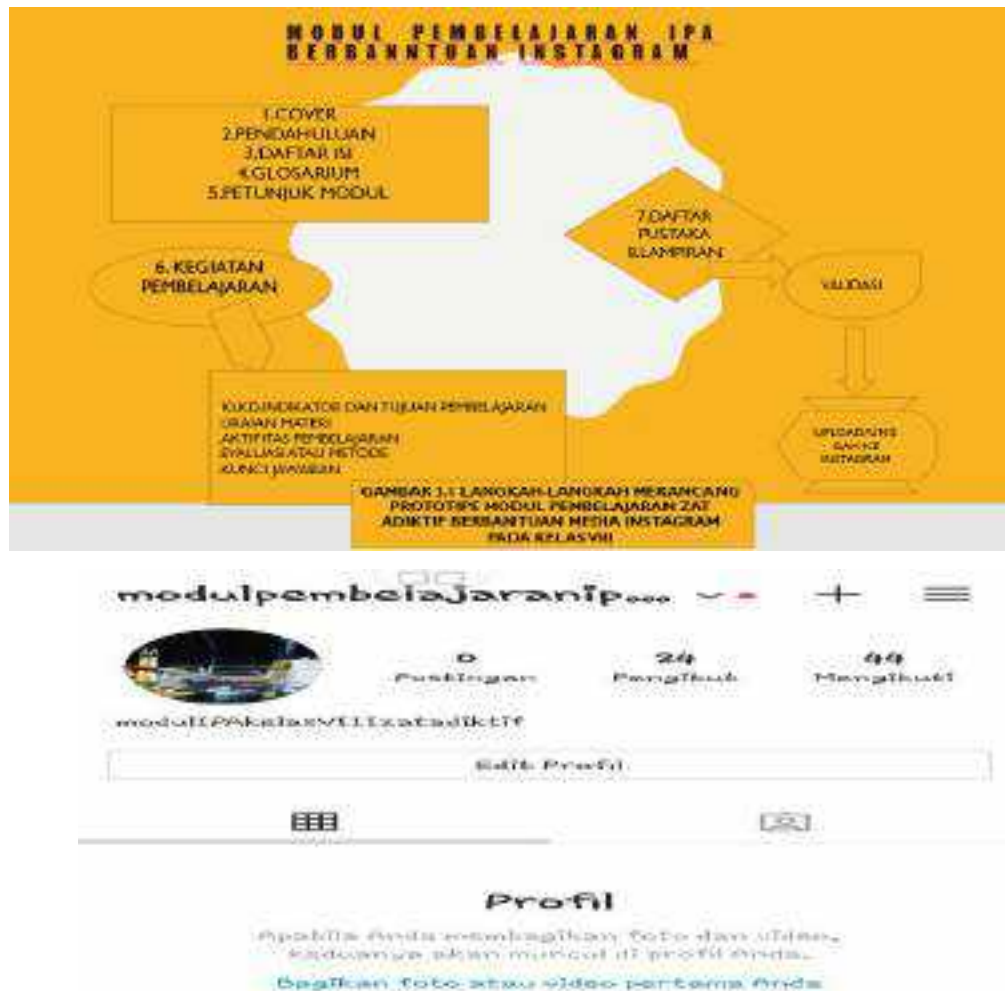 MODUL PEMBELAJARAN IPA
BERBANNTUAN INSTAGRAM
1.COVER
2.PENDAHULUAN
3.DAFTAR ISI
4.GLOSARIUM
5.PETUNJUK MODUL
6. KEGIATAN
PEMBELAJARAN
7.DAFTAR
PUSTAKA
8.LAMPIRAN
VALIDASI
KI,KD,INDIKATOR DAN TUJUAN PEMBELAJARAN
URAIAN MATERI
AKTIFITAS PEMBELAJARAN
EVALUASI ATAU METODE
KUNCI JAWABAN
KE
INSTAGRAM
GAMBAR 3.1 LANGKAH-LANGKAH MERANCANG
PROTOTIPE MODUL PEMBELAJARAN ZAT
ADIKTIF BERBANTUAN MEDIA INSTAGRAM
PADA KELAS VIII
modulpembelajaranip...
0 24 44
Postingan Pengikut Mengikuti
modulIPAkelasVIIIzatadiktif
Edit Profil
Profil
Apabila Anda membagikan foto dan video,
keduanya akan muncul di profil Anda.
Bagikan foto atau video pertama Anda